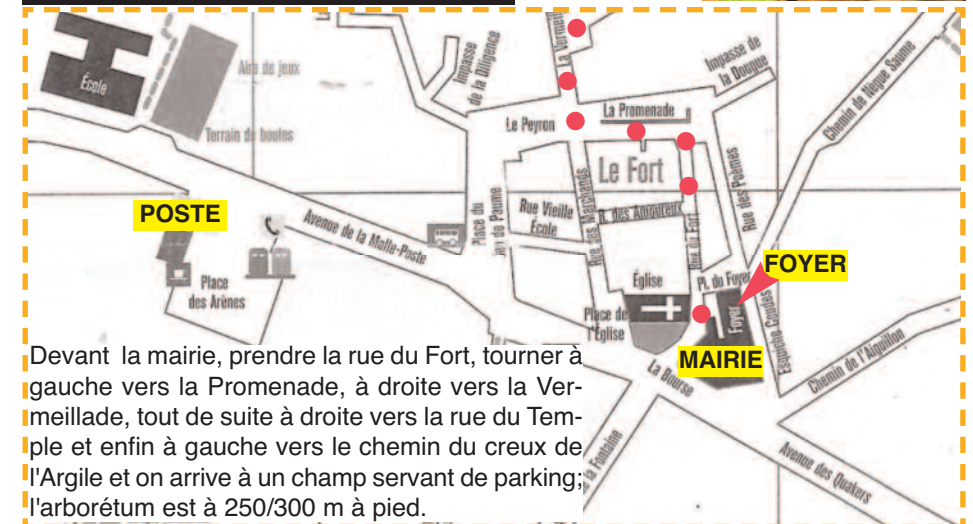 École
Aire de jeux
Terrain de boules
Impasse
de la Diligence
La Vermei
Le Peyron
La Promenade
Impasse de
la Dougue
Chemin de Nègue Saume
Le Fort
POSTE
Avenue de la Malle-Poste
Place
des Arènes
Place du
Jeu de Paume
Rue Vieille
École
Rue des Marchands
R. des Amoureux
Rue du Fort
Rue des Poèmes
Église
Place de
l'Église
Pl. du Foyer
FOYER
Foyer
MAIRIE
La Bourse
Chemin de l'Aiguillon
Avenue des Quakers
la Fontaine
Devant la mairie, prendre la rue du Fort, tourner à
gauche vers la Promenade, à droite vers la Ver-
meillade, tout de suite à droite vers la rue du Tem-
ple et enfin à gauche vers le chemin du creux de
l'Argile et on arrive à un champ servant de parking;
l'arborétum est à 250/300 m à pied.